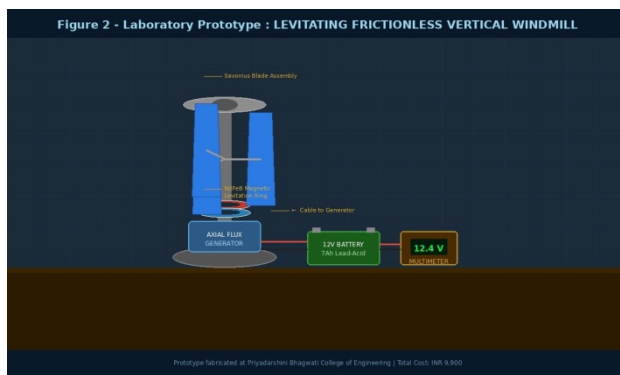 Figure 2 - Laboratory Prototype : LEVITATING FRICTIONLESS VERTICAL WINDMILL
Savonius Blade Assembly
NdFeB Magnetic
Levitation Ring
← Cable to Generator
AXIAL FLUX
GENERATOR
12V BATTERY
7Ah Lead-Acid
12.4 V
MULTIMETER
Prototype fabricated at Priyadarshini Bhagwati College of Engineering | Total Cost: INR 9,900